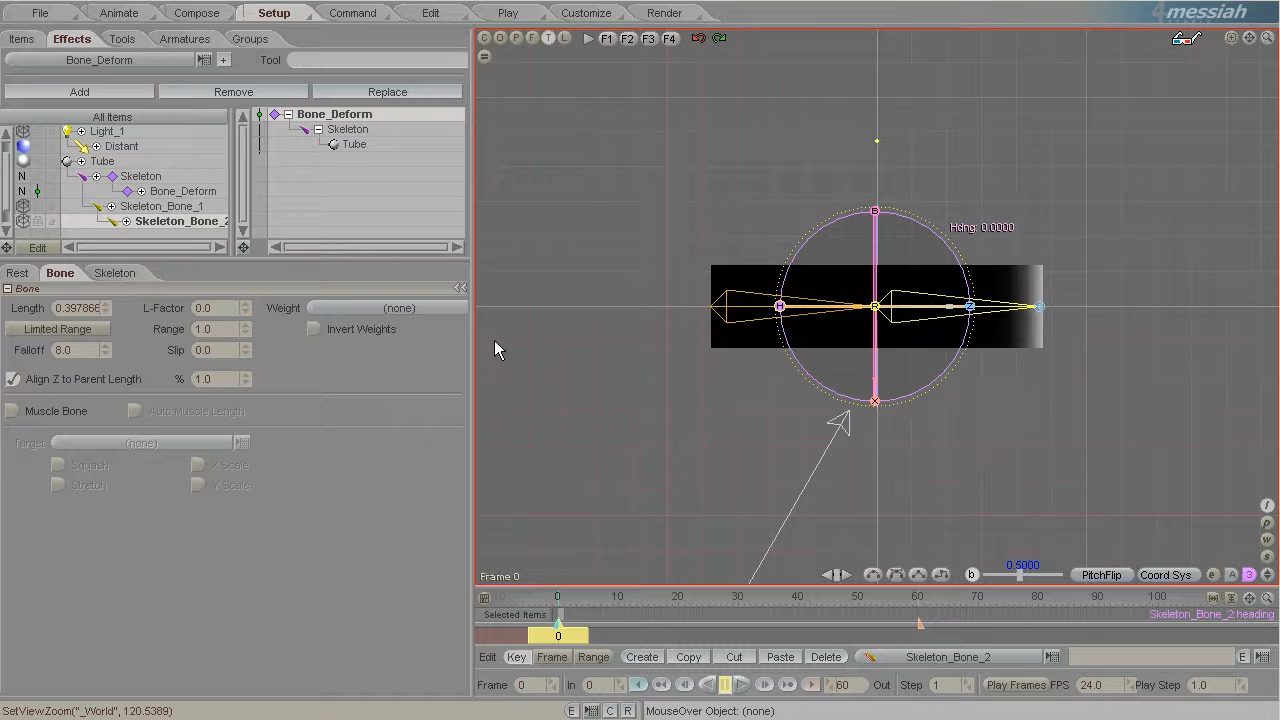 File Animate Compose Setup Command Edit Play Customize Render 4messiah
Items Effects Tools Armatures Groups
C O P F T L F1 F2 F3 F4
Bone_Deform + Tool
Add Remove Replace
All Items
Bone_Deform
Light_1
Skeleton
Distant
Tube
Tube
Skeleton
N
Bone_Deform
N
Skeleton_Bone_1
Skeleton_Bone_2
Edit
Hdng: 0.0000
B
H R Z
X
Rest Bone Skeleton
Bone
Length 0.397866 L-Factor 0.0 Weight (none)
Limited Range Range 1.0 Invert Weights
Falloff 8.0 Slip 0.0
Align Z to Parent Length % 1.0
Muscle Bone Auto Muscle Length
Target (none)
Squash X Scale
Stretch Y Scale
I
P
W
S
Frame 0
b 0.5000 PitchFlip Coord Sys e A 3
0 10 20 30 40 50 60 70 80 90 100
Selected Items Skeleton_Bone_2:heading
0
Edit Key Frame Range Create Copy Cut Paste Delete Skeleton_Bone_2 E
Frame 0 In 0 60 Out Step 1 Play Frames FPS 24.0 Play Step 1.0
SetViewZoom("_World", 120.5389) E C R MouseOver Object: (none)